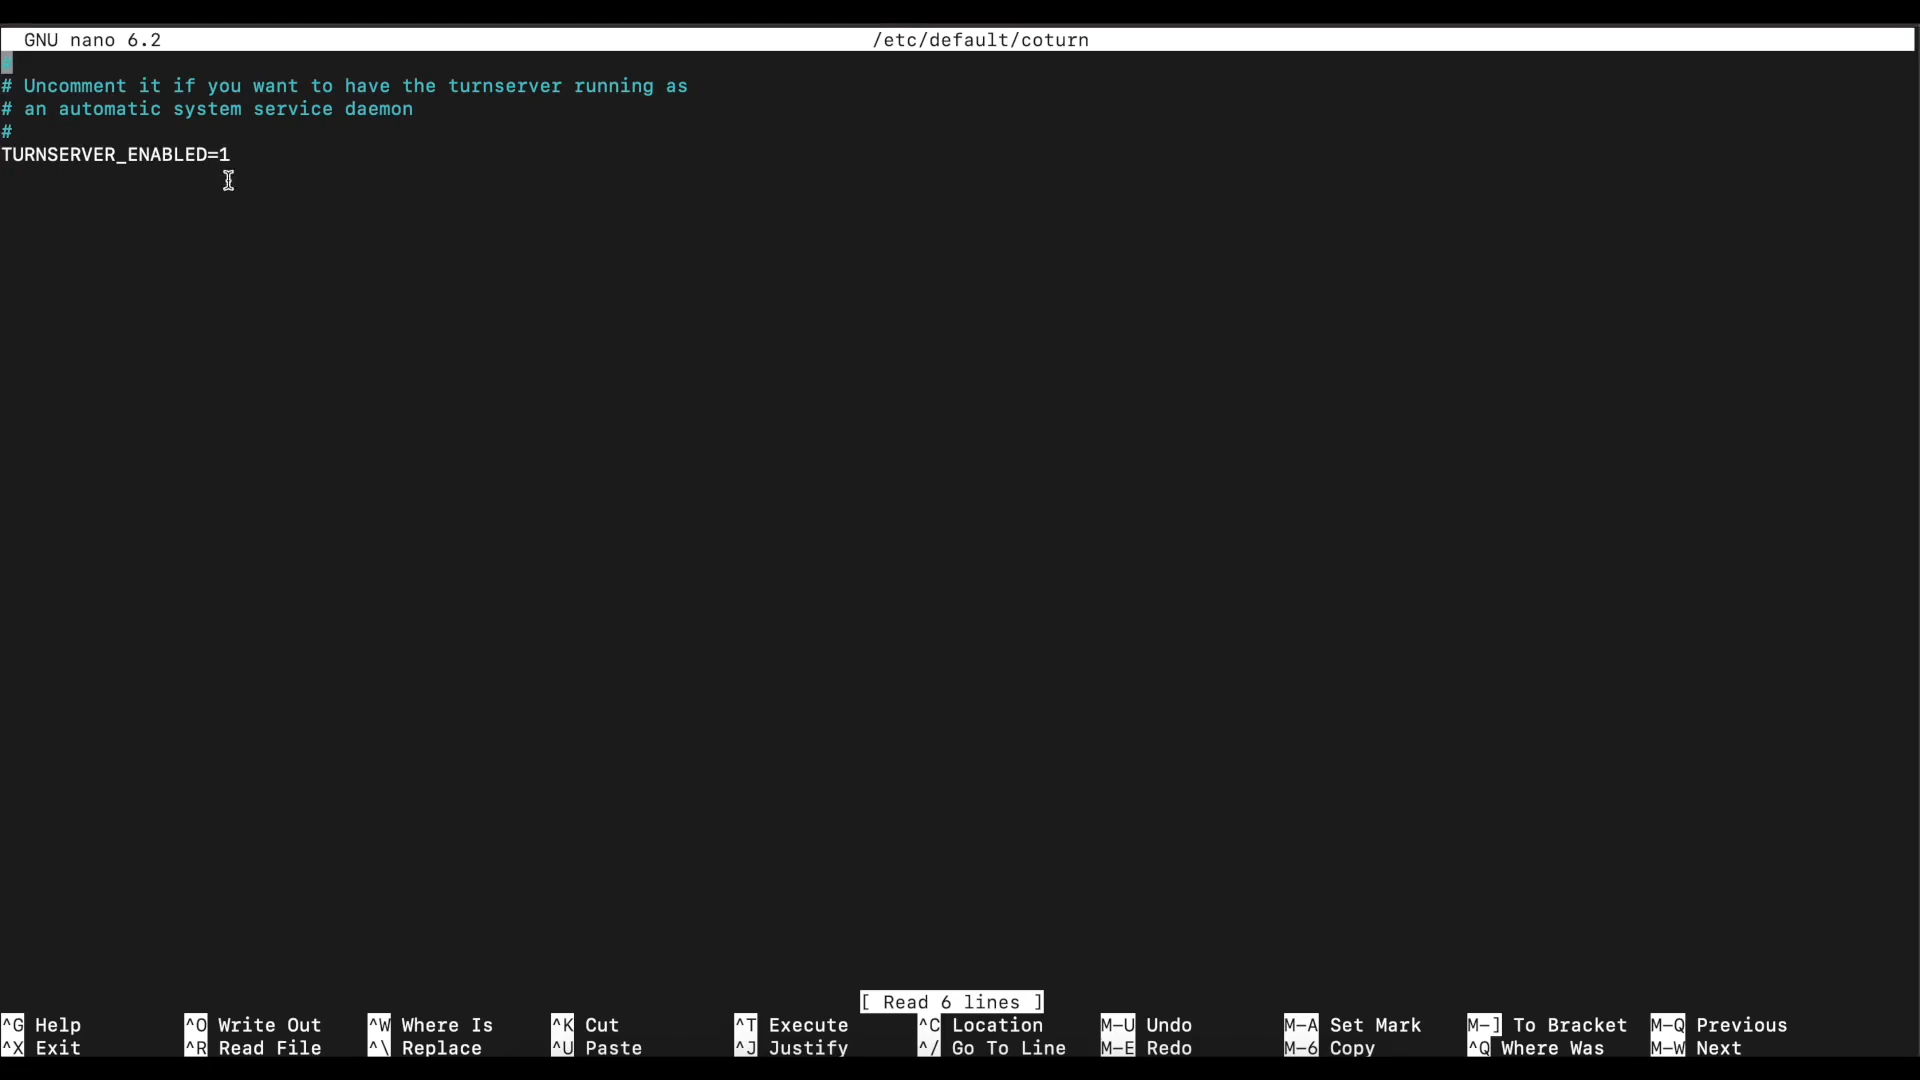 GNU nano 6.2 /etc/default/coturn
#
# Uncomment it if you want to have the turnserver running as
# an automatic system service daemon
#
TURNSERVER_ENABLED=1
[ Read 6 lines ]
^G Help ^O Write Out ^W Where Is ^K Cut ^T Execute ^C Location M-U Undo M-A Set Mark M-] To Bracket M-Q Previous
^X Exit ^R Read File ^\ Replace ^U Paste ^J Justify ^/ Go To Line M-E Redo M-6 Copy ^Q Where Was M-W Next